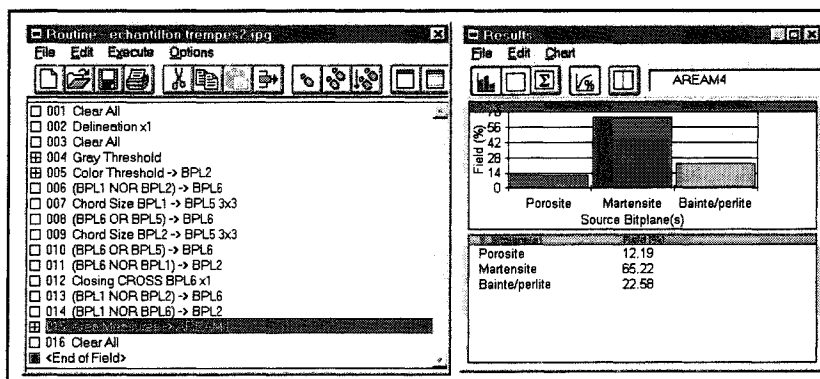 Routine - echantillon trempes2.ipg
File Edit Execute Options
001 Clear All
002 Delineation x1
003 Clear All
004 Gray Threshold
005 Color Threshold -> BPL2
006 (BPL1 NOR BPL2) -> BPL6
007 Chord Size BPL1 -> BPL5 3x3
008 (BPL6 OR BPL5) -> BPL6
009 Chord Size BPL2 -> BPL5 3x3
010 (BPL6 OR BPL5) -> BPL6
011 (BPL6 NOR BPL1) -> BPL2
012 Closing CROSS BPL6 x1
013 (BPL1 NOR BPL2) -> BPL6
014 (BPL1 NOR BPL6) -> BPL2
016 Clear All
<End of Field>
Results
File Edit Chart
Σ % AREAM4
Field (%)
70
56
42
28
14
0
Porosite Martensite Bainte/perlite
Source Bitplane(s)
Field (%)
Porosite 12.19
Martensite 65.22
Bainte/perlite 22.58